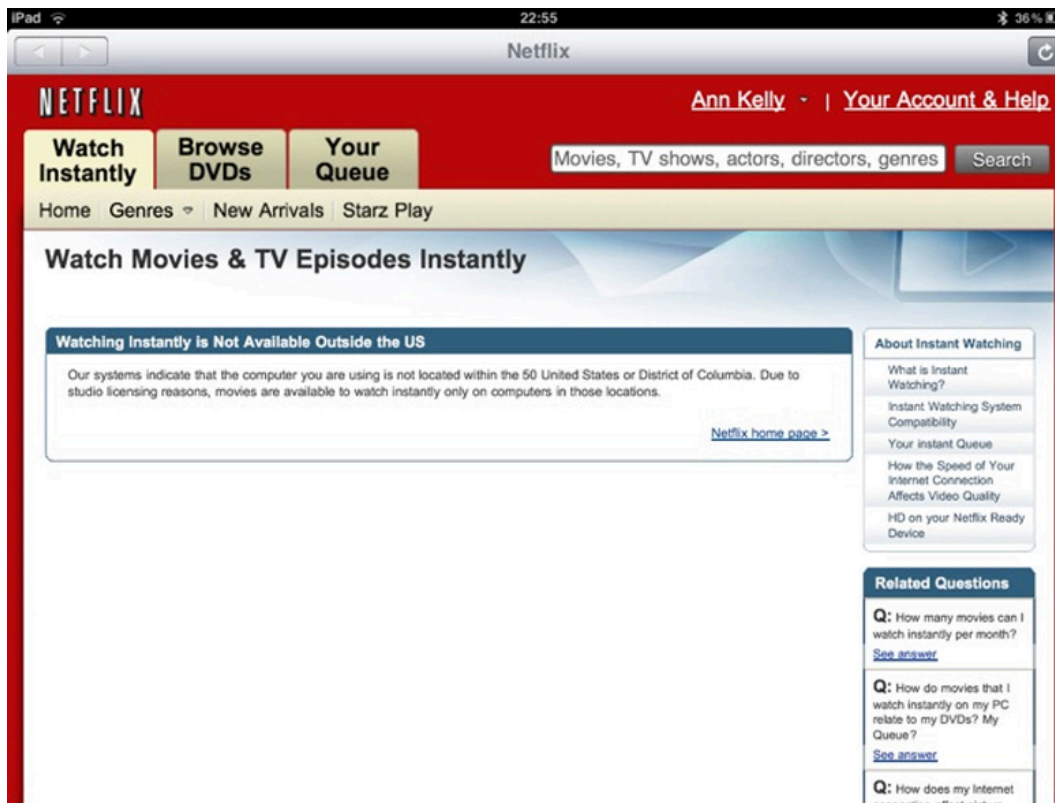 iPad 22:55 36%
Netflix
NETFLIX Ann Kelly | Your Account & Help
Watch Instantly Browse DVDs Your Queue
Movies, TV shows, actors, directors, genres Search
Home Genres New Arrivals Starz Play
Watch Movies & TV Episodes Instantly
Watching Instantly is Not Available Outside the US
Our systems indicate that the computer you are using is not located within the 50 United States or District of Columbia. Due to
studio licensing reasons, movies are available to watch instantly only on computers in those locations.
Netflix home page >
About Instant Watching
What is Instant
Watching?
Instant Watching System
Compatibility
Your instant Queue
How the Speed of Your
Internet Connection
Affects Video Quality
HD on your Netflix Ready
Device
Related Questions
Q: How many movies can I
watch instantly per month?
See answer
Q: How do movies that I
watch instantly on my PC
relate to my DVDs? My
Queue?
See answer
Q: How does my Internet